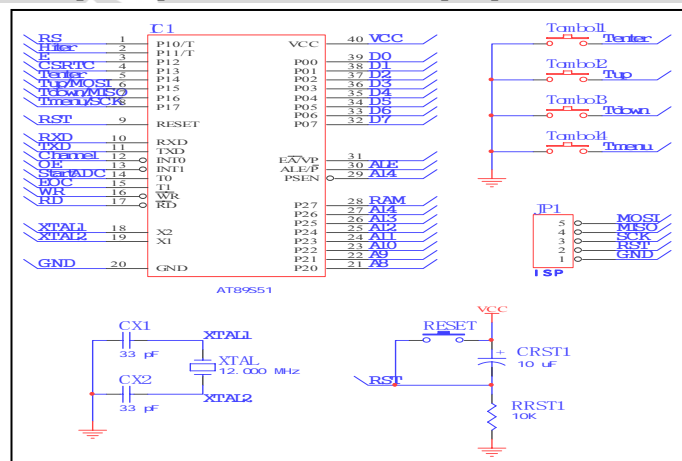 IC1
RS 1 P10/T VCC 40 VCC
Hiter 2 P11/T
E 3 P12 P00 39 D0
CSRTC 4 P13 P01 38 D1
Tenter 5 P14 P02 37 D2
Tup/MOSI 6 P15 P03 36 D3
Tdown/MISO P16 P04 35 D4
Tmenu/SCK 8 P17 P05 34 D5
P06 33 D6
RST 9 RESET P07 32 D7
RXD 10 RXD
TXD 11 TXD
Channel 12 INT0 EA/VP 31
OE 13 INT1 ALE/P 30 ALE
StartADC 14 T0 PSEN 29 A14
EOC 15 T1
WR 16 WR P27 28 RAM
RD 17 RD P26 27 A14
P25 26 A13
XTAL1 18 X2 P24 25 A12
XTAL2 19 X1 P23 24 A11
P22 23 A10
P21 22 A9
GND 20 GND P20 21 A8
AT89S51
Tombol1
Tenter
Tombol2
Tup
Tombol3
Tdown
Tombol4
Tmenu
JP1
5 MOSI
4 MISO
3 SCK
2 RST
1 GND
ISP
CX1
33 pF
XTAL1
XTAL
12.000 MHz
CX2
33 pF
XTAL2
VCC
RESET
+
CRST1
10 uF
RST
RRST1
10K